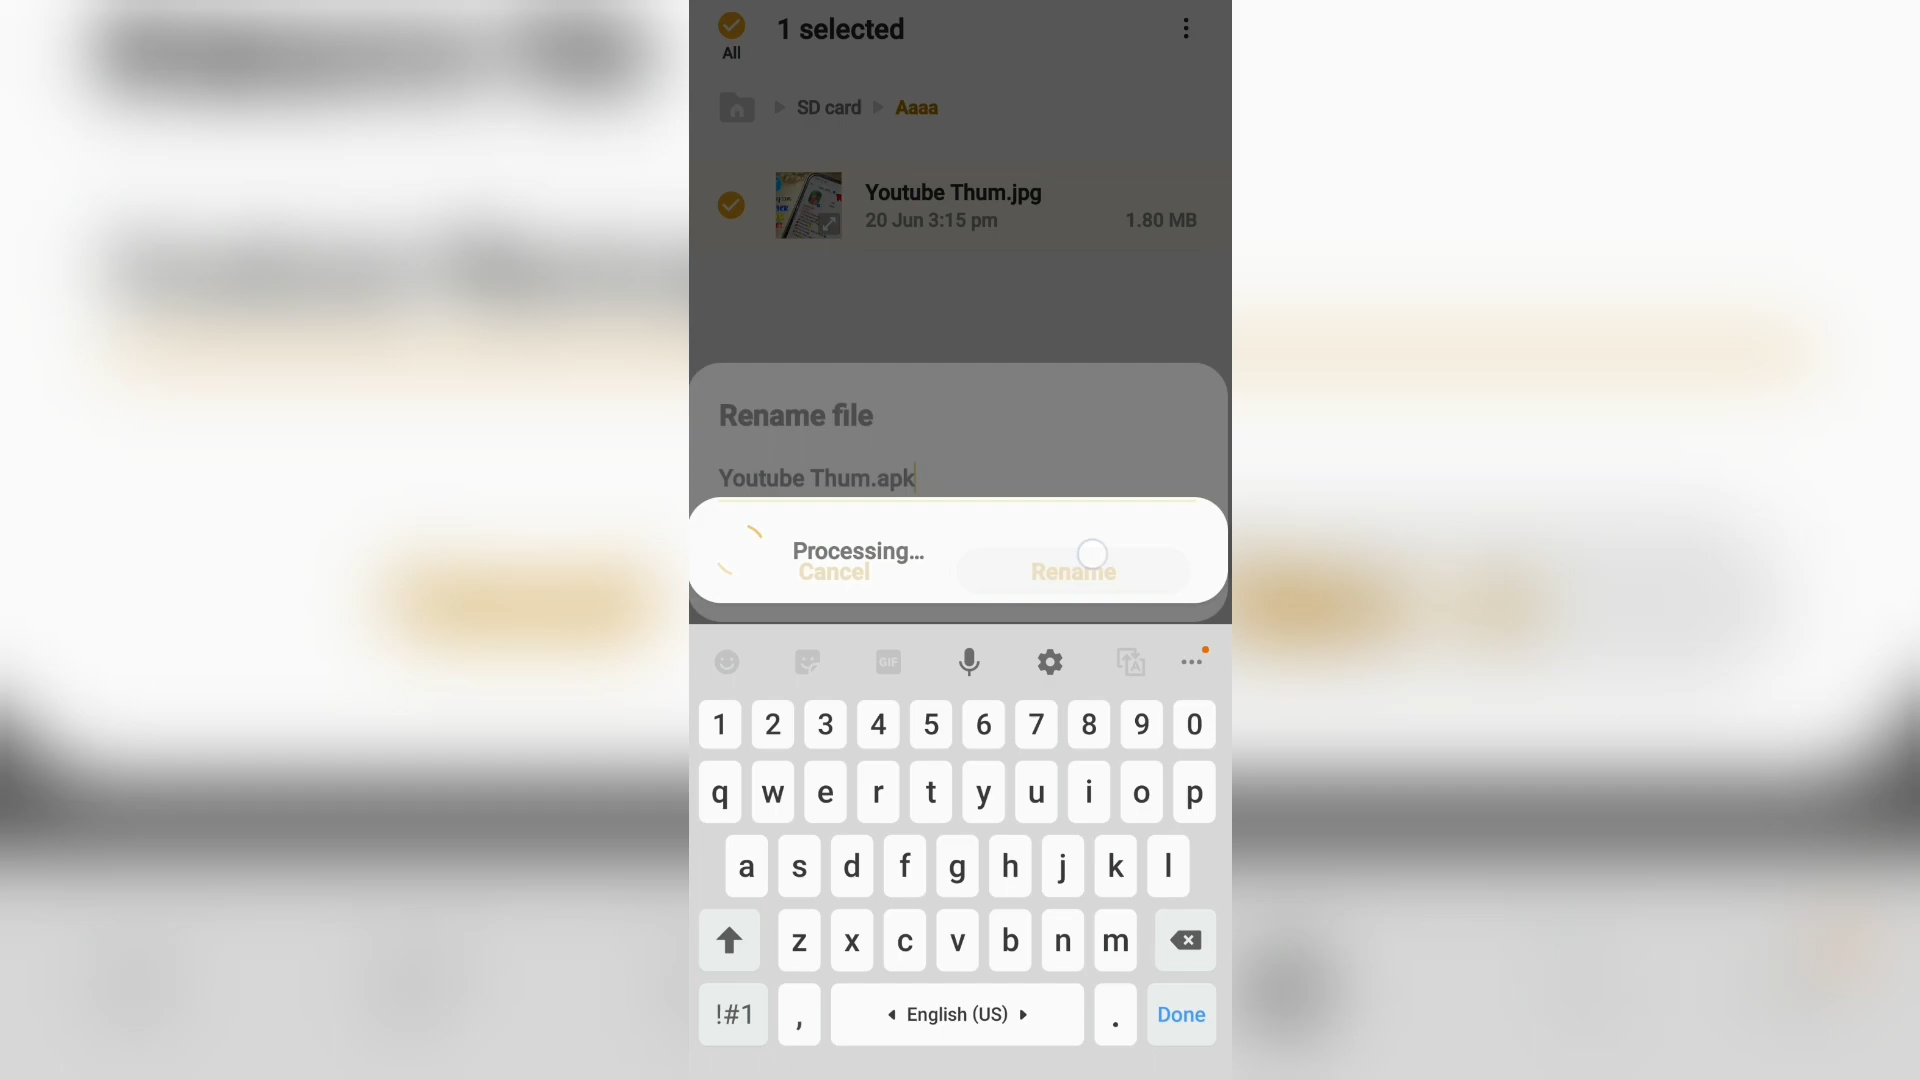 1 selected
All
SD card Aaaa
Youtube Thum.jpg
20 Jun 3:15 pm 1.80 MB
Rename file
Youtube Thum.apk
Processing...
Cancel Rename
GIF
1 2 3 4 5 6 7 8 9 0
q w e r t y u i o p
a s d f g h j k l
z x c v b n m
!#1 , English (US) . Done